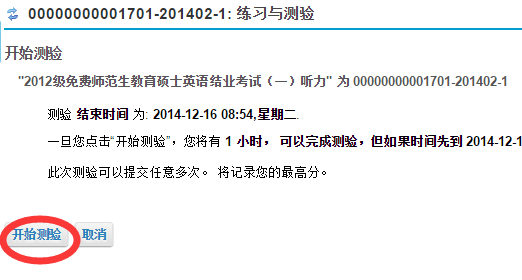 00000000001701-201402-1: 练习与测验
开始测验
"2012级免费师范生教育硕士英语结业考试（一）听力" 为 00000000001701-201402-1
测验 结束时间 为: 2014-12-16 08:54,星期二.
一旦您点击“开始测验”，您将有 1 小时， 可以完成测验，但如果时间先到 2014-12-1
此次测验可以提交任意多次。 将记录您的最高分。
开始测验 取消